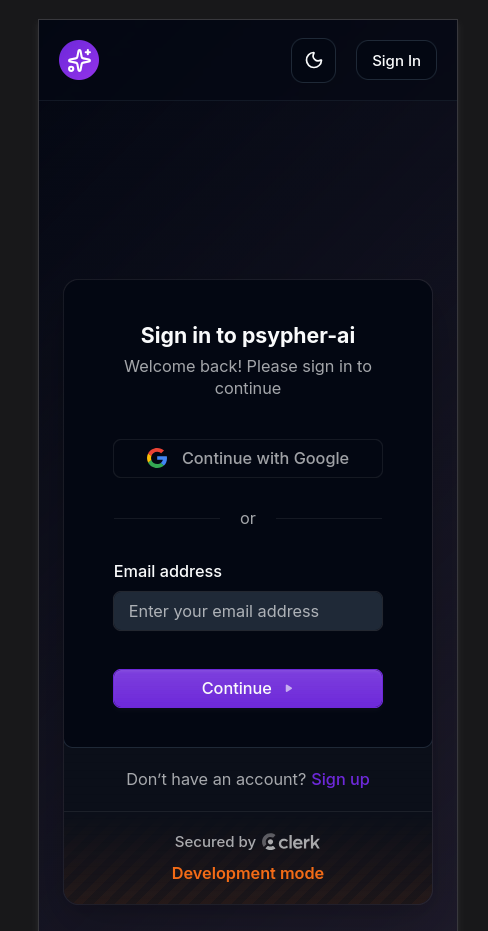 Sign In
Sign in to psypher-ai
Welcome back! Please sign in to
continue
Continue with Google
or
Email address
Enter your email address
Continue
Don’t have an account? Sign up
Secured by clerk
Development mode